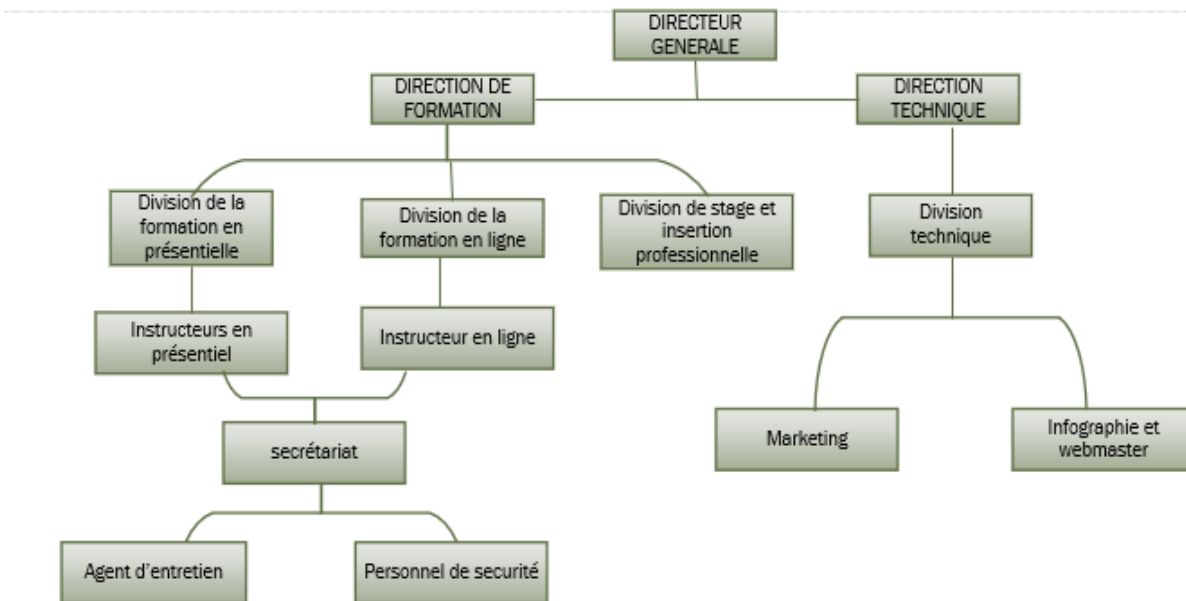 DIRECTEUR
GENERALE
DIRECTION DE
FORMATION
DIRECTION
TECHNIQUE
Division de la
formation en
présentielle
Division de la
formation en ligne
Division de stage et
insertion
professionnelle
Division
technique
Instructeurs en
présentiel
Instructeur en ligne
secrétariat
Marketing
Infographie et
webmaster
Agent d'entretien
Personnel de securité